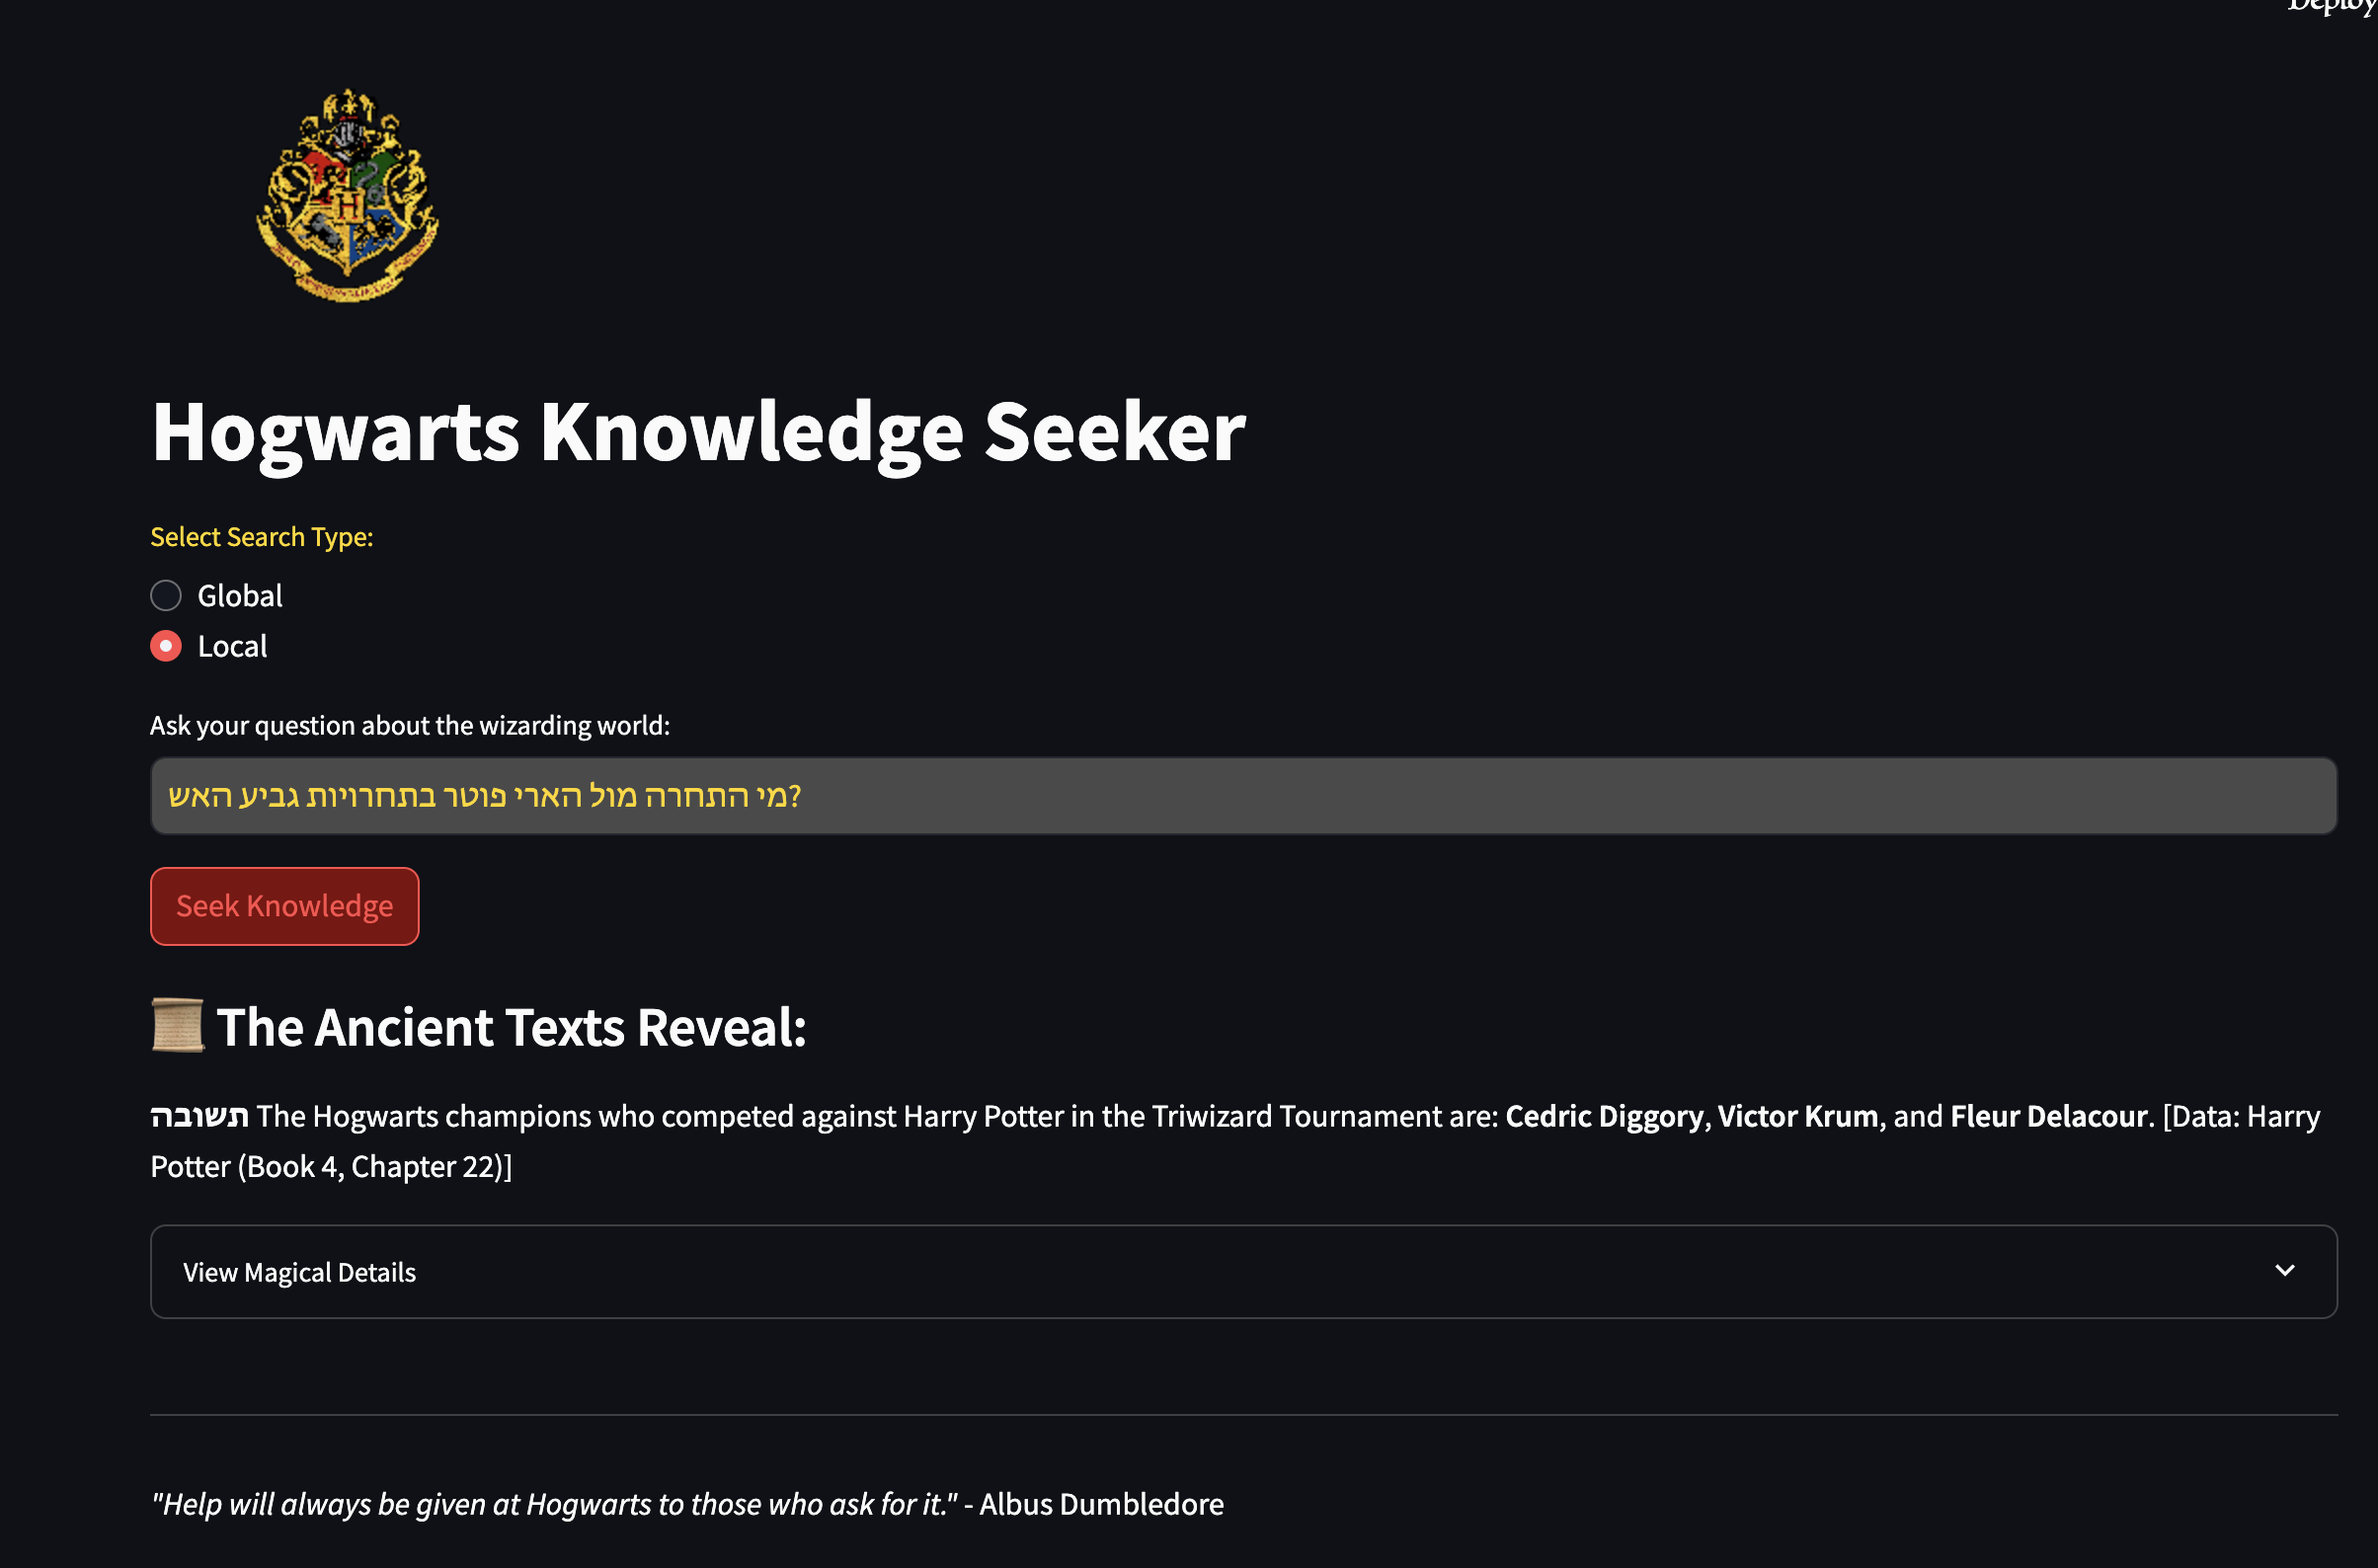 Deploy
Hogwarts Knowledge Seeker
Select Search Type:
Global
Local
Ask your question about the wizarding world:
מי התחרה מול הארי פוטר בתחרויות גביע האש?
Seek Knowledge
The Ancient Texts Reveal:
תשובה The Hogwarts champions who competed against Harry Potter in the Triwizard Tournament are: Cedric Diggory, Victor Krum, and Fleur Delacour. [Data: Harry
Potter (Book 4, Chapter 22)]
View Magical Details
"Help will always be given at Hogwarts to those who ask for it." - Albus Dumbledore